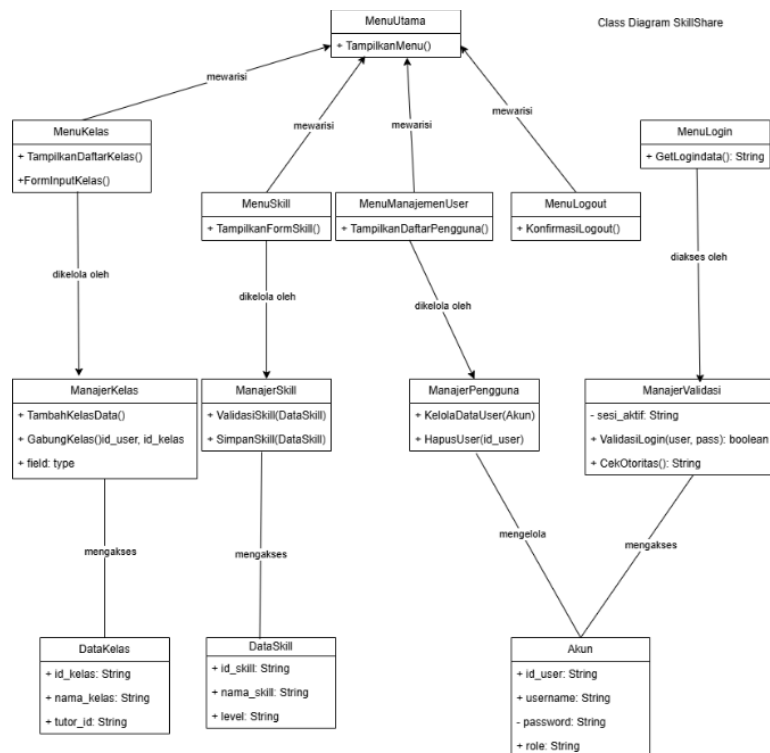 MenuUtama
+ TampilkanMenu()
Class Diagram SkillShare
mewarisi
mewarisi
mewarisi
mewarisi
MenuKelas
+ TampilkanDaftarKelas()
+FormInputKelas()
MenuLogin
+ GetLogindata(): String
MenuSkill
+ TampilkanFormSkill()
MenuManajemenUser
+ TampilkanDaftarPengguna()
MenuLogout
+ KonfirmasiLogout()
dikelola oleh
dikelola oleh
dikelola oleh
diakses oleh
ManajerKelas
+ TambahKelasData()
+ GabungKelas()id_user, id_kelas
+ field: type
ManajerSkill
+ ValidasiSkill(DataSkill)
+ SimpanSkill(DataSkill)
ManajerPengguna
+ KelolaDataUser(Akun)
+ HapusUser(id_user)
ManajerValidasi
- sesi_aktif: String
+ ValidasiLogin(user, pass): boolean
+ CekOtoritas(): String
mengakses
mengakses
mengelola
mengakses
DataKelas
+ id_kelas: String
+ nama_kelas: String
+ tutor_id: String
DataSkill
+ id_skill: String
+ nama_skill: String
+ level: String
Akun
+ id_user: String
+ username: String
- password: String
+ role: String